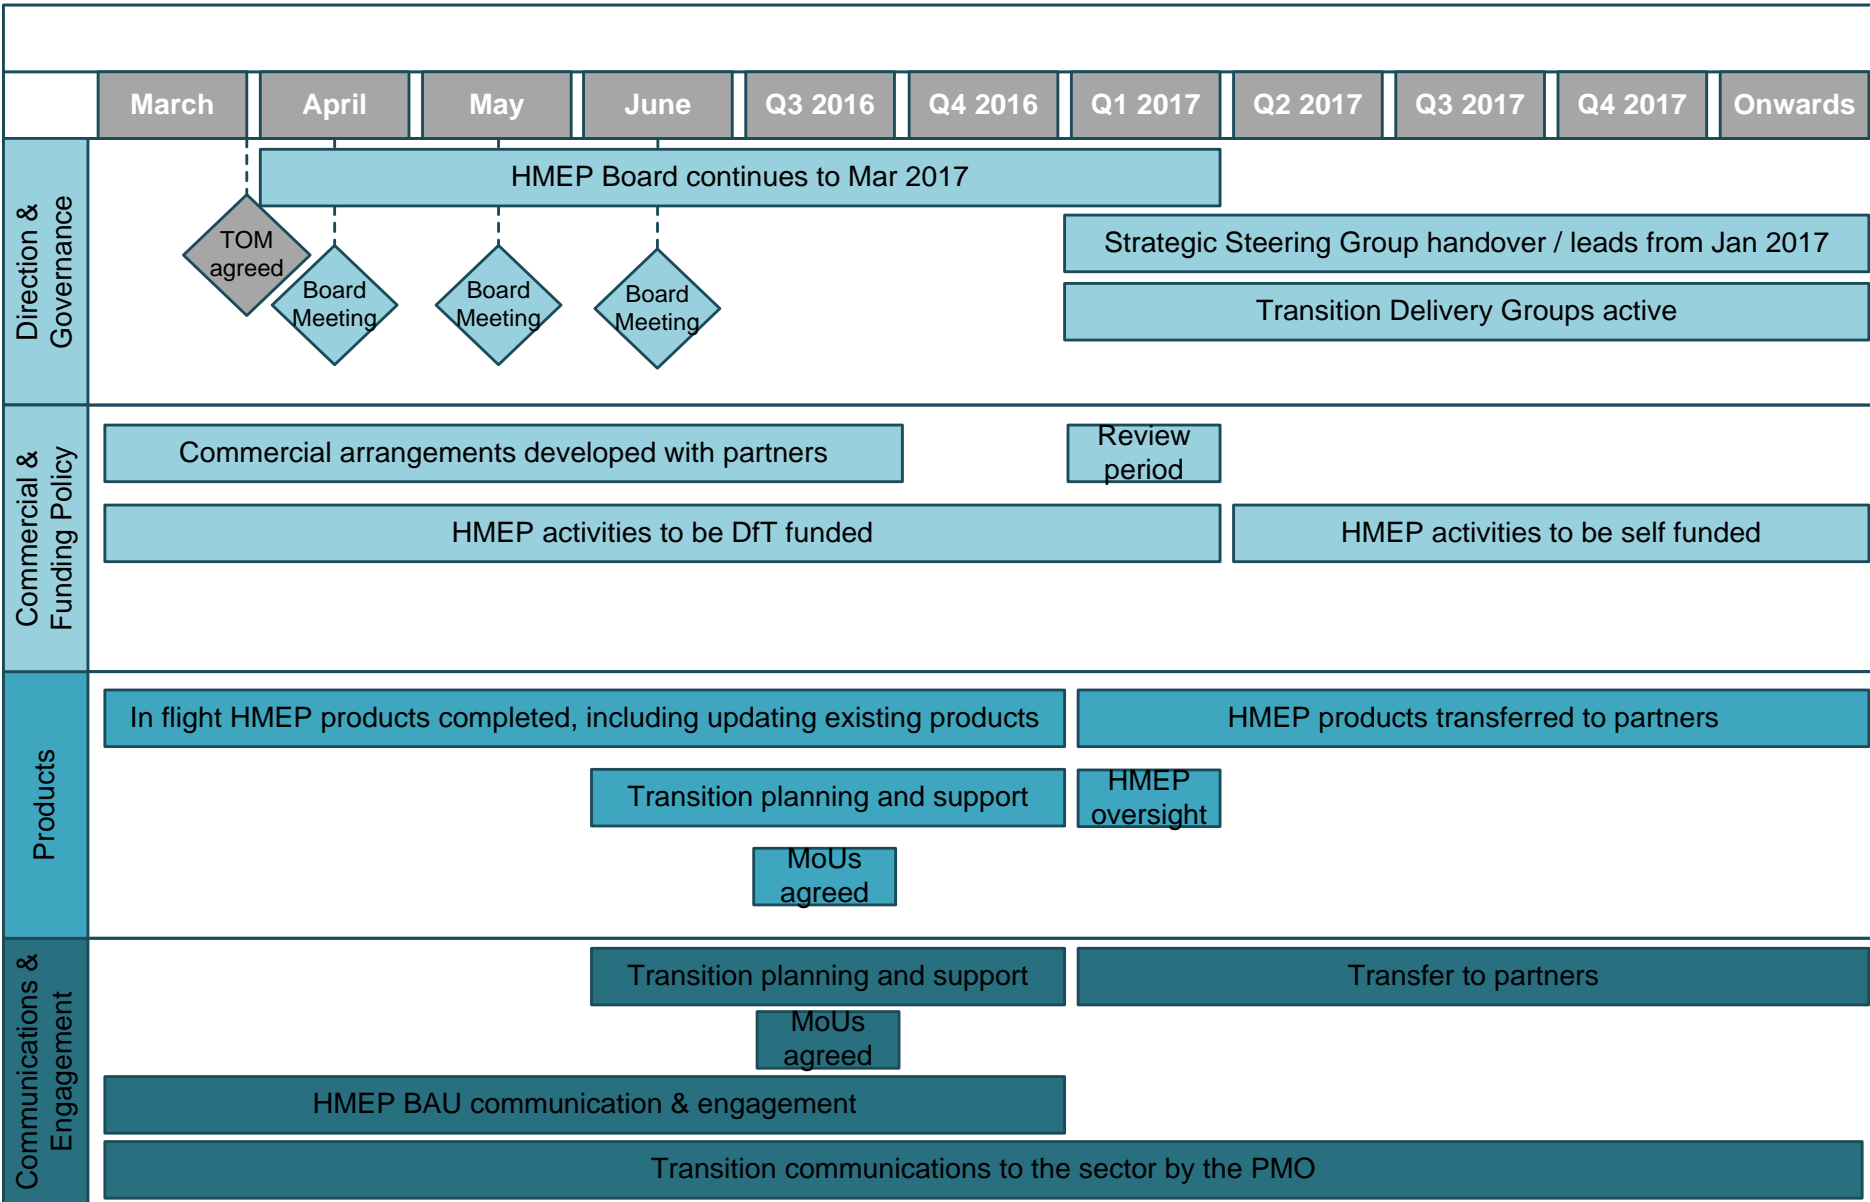 March April May June Q3 2016 Q4 2016 Q1 2017 Q2 2017 Q3 2017 Q4 2017 Onwards
Direction &
Governance
HMEP Board continues to Mar 2017
TOM
agreed
Board
Meeting
Board
Meeting
Board
Meeting
Strategic Steering Group handover / leads from Jan 2017
Transition Delivery Groups active
Commercial &
Funding Policy
Commercial arrangements developed with partners
Review
period
HMEP activities to be DfT funded
HMEP activities to be self funded
Products
In flight HMEP products completed, including updating existing products
HMEP products transferred to partners
Transition planning and support
HMEP
oversight
MoUs
agreed
Communications &
Engagement
Transition planning and support
Transfer to partners
MoUs
agreed
HMEP BAU communication & engagement
Transition communications to the sector by the PMO